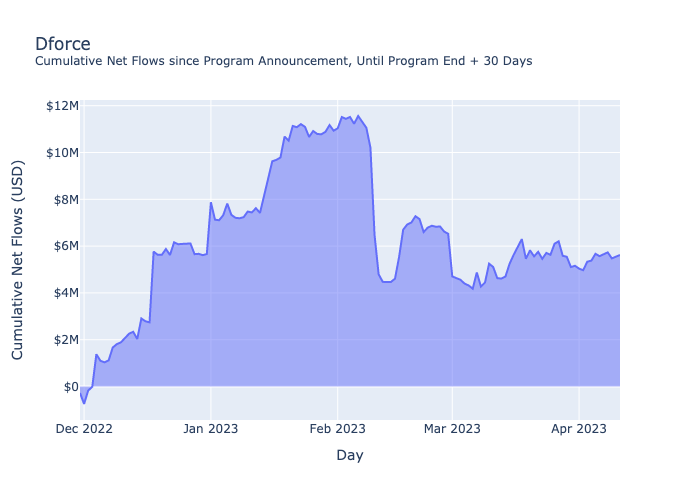 Dforce
Cumulative Net Flows since Program Announcement, Until Program End + 30 Days
Cumulative Net Flows (USD)
$12M
$10M
$8M
$6M
$4M
$2M
$0
Dec 2022
Jan 2023
Feb 2023
Mar 2023
Apr 2023
Day